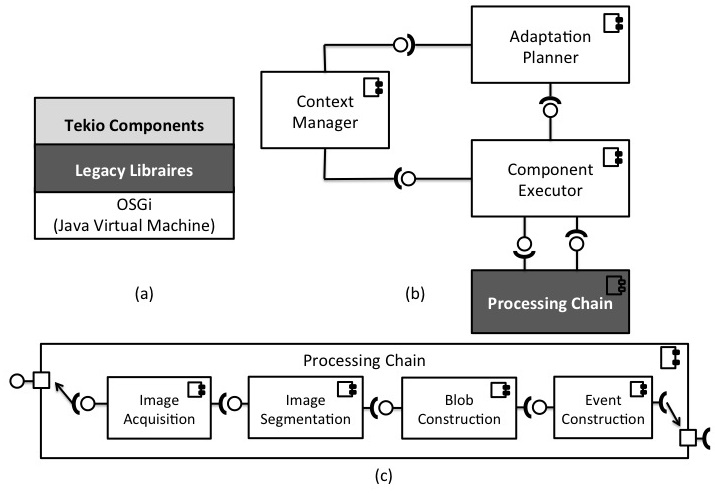 Tekio Components
Legacy Libraires
OSGi
(Java Virtual Machine)
(a)
Adaptation
Planner
Context
Manager
Component
Executor
Processing Chain
(b)
Processing Chain
Image
Acquisition
Image
Segmentation
Blob
Construction
Event
Construction
(c)